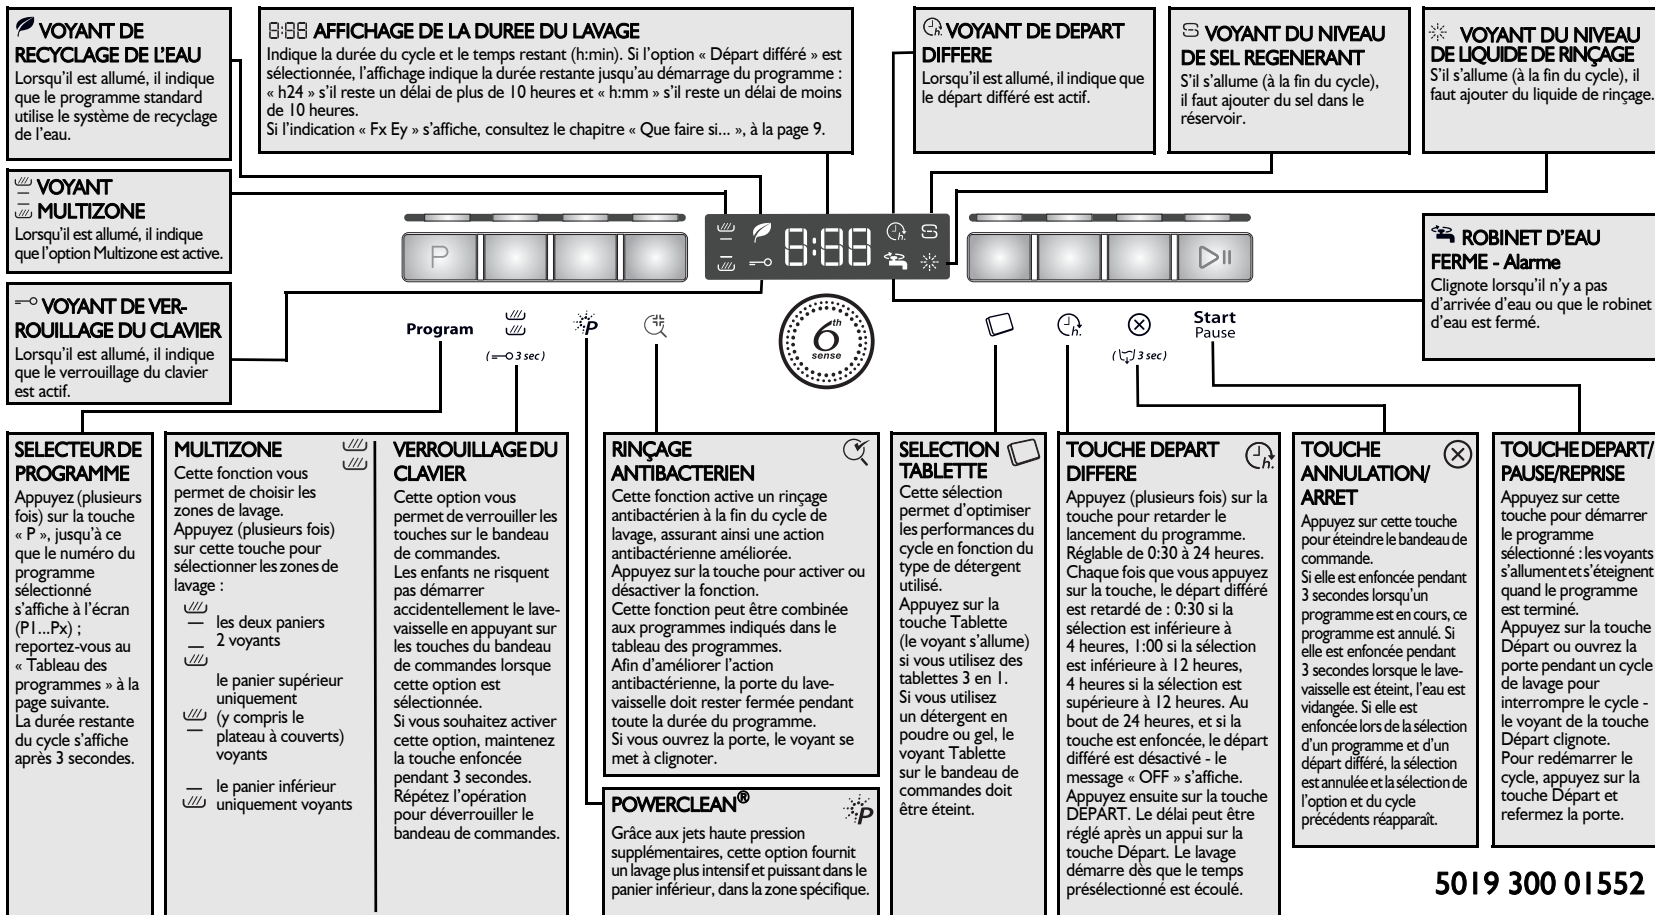 VOYANT DE
RECYCLAGE DE L'EAU
Lorsqu'il est allumé, il indique
que le programme standard
utilise le système de recyclage
de l'eau.
8:88 AFFICHAGE DE LA DUREE DU LAVAGE
Indique la durée du cycle et le temps restant (h:min). Si l'option « Départ différé » est
sélectionnée, l'affichage indique la durée restante jusqu'au démarrage du programme :
« h24 » s'il reste un délai de plus de 10 heures et « h:mm » s'il reste un délai de moins
de 10 heures.
Si l'indication « Fx Ey » s'affiche, consultez le chapitre « Que faire si... », à la page 9.
h. VOYANT DE DEPART
DIFFERE
Lorsqu'il est allumé, il indique que
le départ différé est actif.
VOYANT DU NIVEAU
DE SEL REGENERANT
S'il s'allume (à la fin du cycle),
il faut ajouter du sel dans le
réservoir.
VOYANT DU NIVEAU
DE LIQUIDE DE RINÇAGE
S'il s'allume (à la fin du cycle), il
faut ajouter du liquide de rinçage.
VOYANT
MULTIZONE
Lorsqu'il est allumé, il indique
que l'option Multizone est active.
VOYANT DE VER-
ROUILLAGE DU CLAVIER
Lorsqu'il est allumé, il indique
que le verrouillage du clavier
est actif.
ROBINET D'EAU
FERME - Alarme
Clignote lorsqu'il n'y a pas
d'arrivée d'eau ou que le robinet
d'eau est fermé.
P
8:88
h.
Program
( 3 sec)
P
6th
sense
h.
( 3 sec)
Start
Pause
SELECTEUR DE
PROGRAMME
Appuyez (plusieurs
fois) sur la touche
« P », jusqu'à ce
que le numéro du
programme
sélectionné
s'affiche à l'écran
(P1...Px) ;
reportez-vous au
« Tableau des
programmes » à la
page suivante.
La durée restante
du cycle s'affiche
après 3 secondes.
MULTIZONE
Cette fonction vous
permet de choisir les
zones de lavage.
Appuyez (plusieurs fois)
sur cette touche pour
sélectionner les zones de
lavage :
les deux paniers
2 voyants
le panier supérieur
uniquement
(y compris le
plateau à couverts)
voyants
le panier inférieur
uniquement voyants
VERROUILLAGE DU
CLAVIER
Cette option vous
permet de verrouiller les
touches sur le bandeau
de commandes.
Les enfants ne risquent
pas démarrer
accidentellement le lave-
vaisselle en appuyant sur
les touches du bandeau
de commandes lorsque
cette option est
sélectionnée.
Si vous souhaitez activer
cette option, maintenez
la touche enfoncée
pendant 3 secondes.
Répétez l'opération
pour déverrouiller le
bandeau de commandes.
RINÇAGE
ANTIBACTERIEN
Cette fonction active un rinçage
antibactérien à la fin du cycle de
lavage, assurant ainsi une action
antibactérienne améliorée.
Appuyez sur la touche pour activer ou
désactiver la fonction.
Cette fonction peut être combinée
aux programmes indiqués dans le
tableau des programmes.
Afin d'améliorer l'action
antibactérienne, la porte du lave-
vaisselle doit rester fermée pendant
toute la durée du programme.
Si vous ouvrez la porte, le voyant se
met à clignoter.
POWERCLEAN®
P
Grâce aux jets haute pression
supplémentaires, cette option fournit
un lavage plus intensif et puissant dans le
panier inférieur, dans la zone spécifique.
SELECTION
TABLETTE
Cette sélection
permet d'optimiser
les performances du
cycle en fonction du
type de détergent
utilisé.
Appuyez sur la
touche Tablette
(le voyant s'allume)
si vous utilisez des
tablettes 3 en 1.
Si vous utilisez
un détergent en
poudre ou gel, le
voyant Tablette
sur le bandeau de
commandes doit
être éteint.
TOUCHE DEPART
DIFFERE
h.
Appuyez (plusieurs fois) sur la
touche pour retarder le
lancement du programme.
Réglable de 0:30 à 24 heures.
Chaque fois que vous appuyez
sur la touche, le départ différé
est retardé de : 0:30 si la
sélection est inférieure à
4 heures, 1:00 si la sélection
est inférieure à 12 heures,
4 heures si la sélection est
supérieure à 12 heures. Au
bout de 24 heures, et si la
touche est enfoncée, le départ
différé est désactivé - le
message « OFF » s'affiche.
Appuyez ensuite sur la touche
DEPART. Le délai peut être
réglé après un appui sur la
touche Départ. Le lavage
démarre dès que le temps
présélectionné est écoulé.
TOUCHE
ANNULATION/
ARRET
Appuyez sur cette touche
pour éteindre le bandeau de
commande.
Si elle est enfoncée pendant
3 secondes lorsqu'un
programme est en cours, ce
programme est annulé. Si
elle est enfoncée pendant
3 secondes lorsque le lave-
vaisselle est éteint, l'eau est
vidangée. Si elle est
enfoncée lors de la sélection
d'un programme et d'un
départ différé, la sélection
est annulée et la sélection de
l'option et du cycle
précédents réapparaît.
TOUCHE DEPART/
PAUSE/REPRISE
Appuyez sur cette
touche pour démarrer
le programme
sélectionné : les voyants
s'allument et s'éteignent
quand le programme
est terminé.
Appuyez sur la touche
Départ ou ouvrez la
porte pendant un cycle
de lavage pour
interrompre le cycle -
le voyant de la touche
Départ clignote.
Pour redémarrer le
cycle, appuyez sur la
touche Départ et
refermez la porte.
5019 300 01552